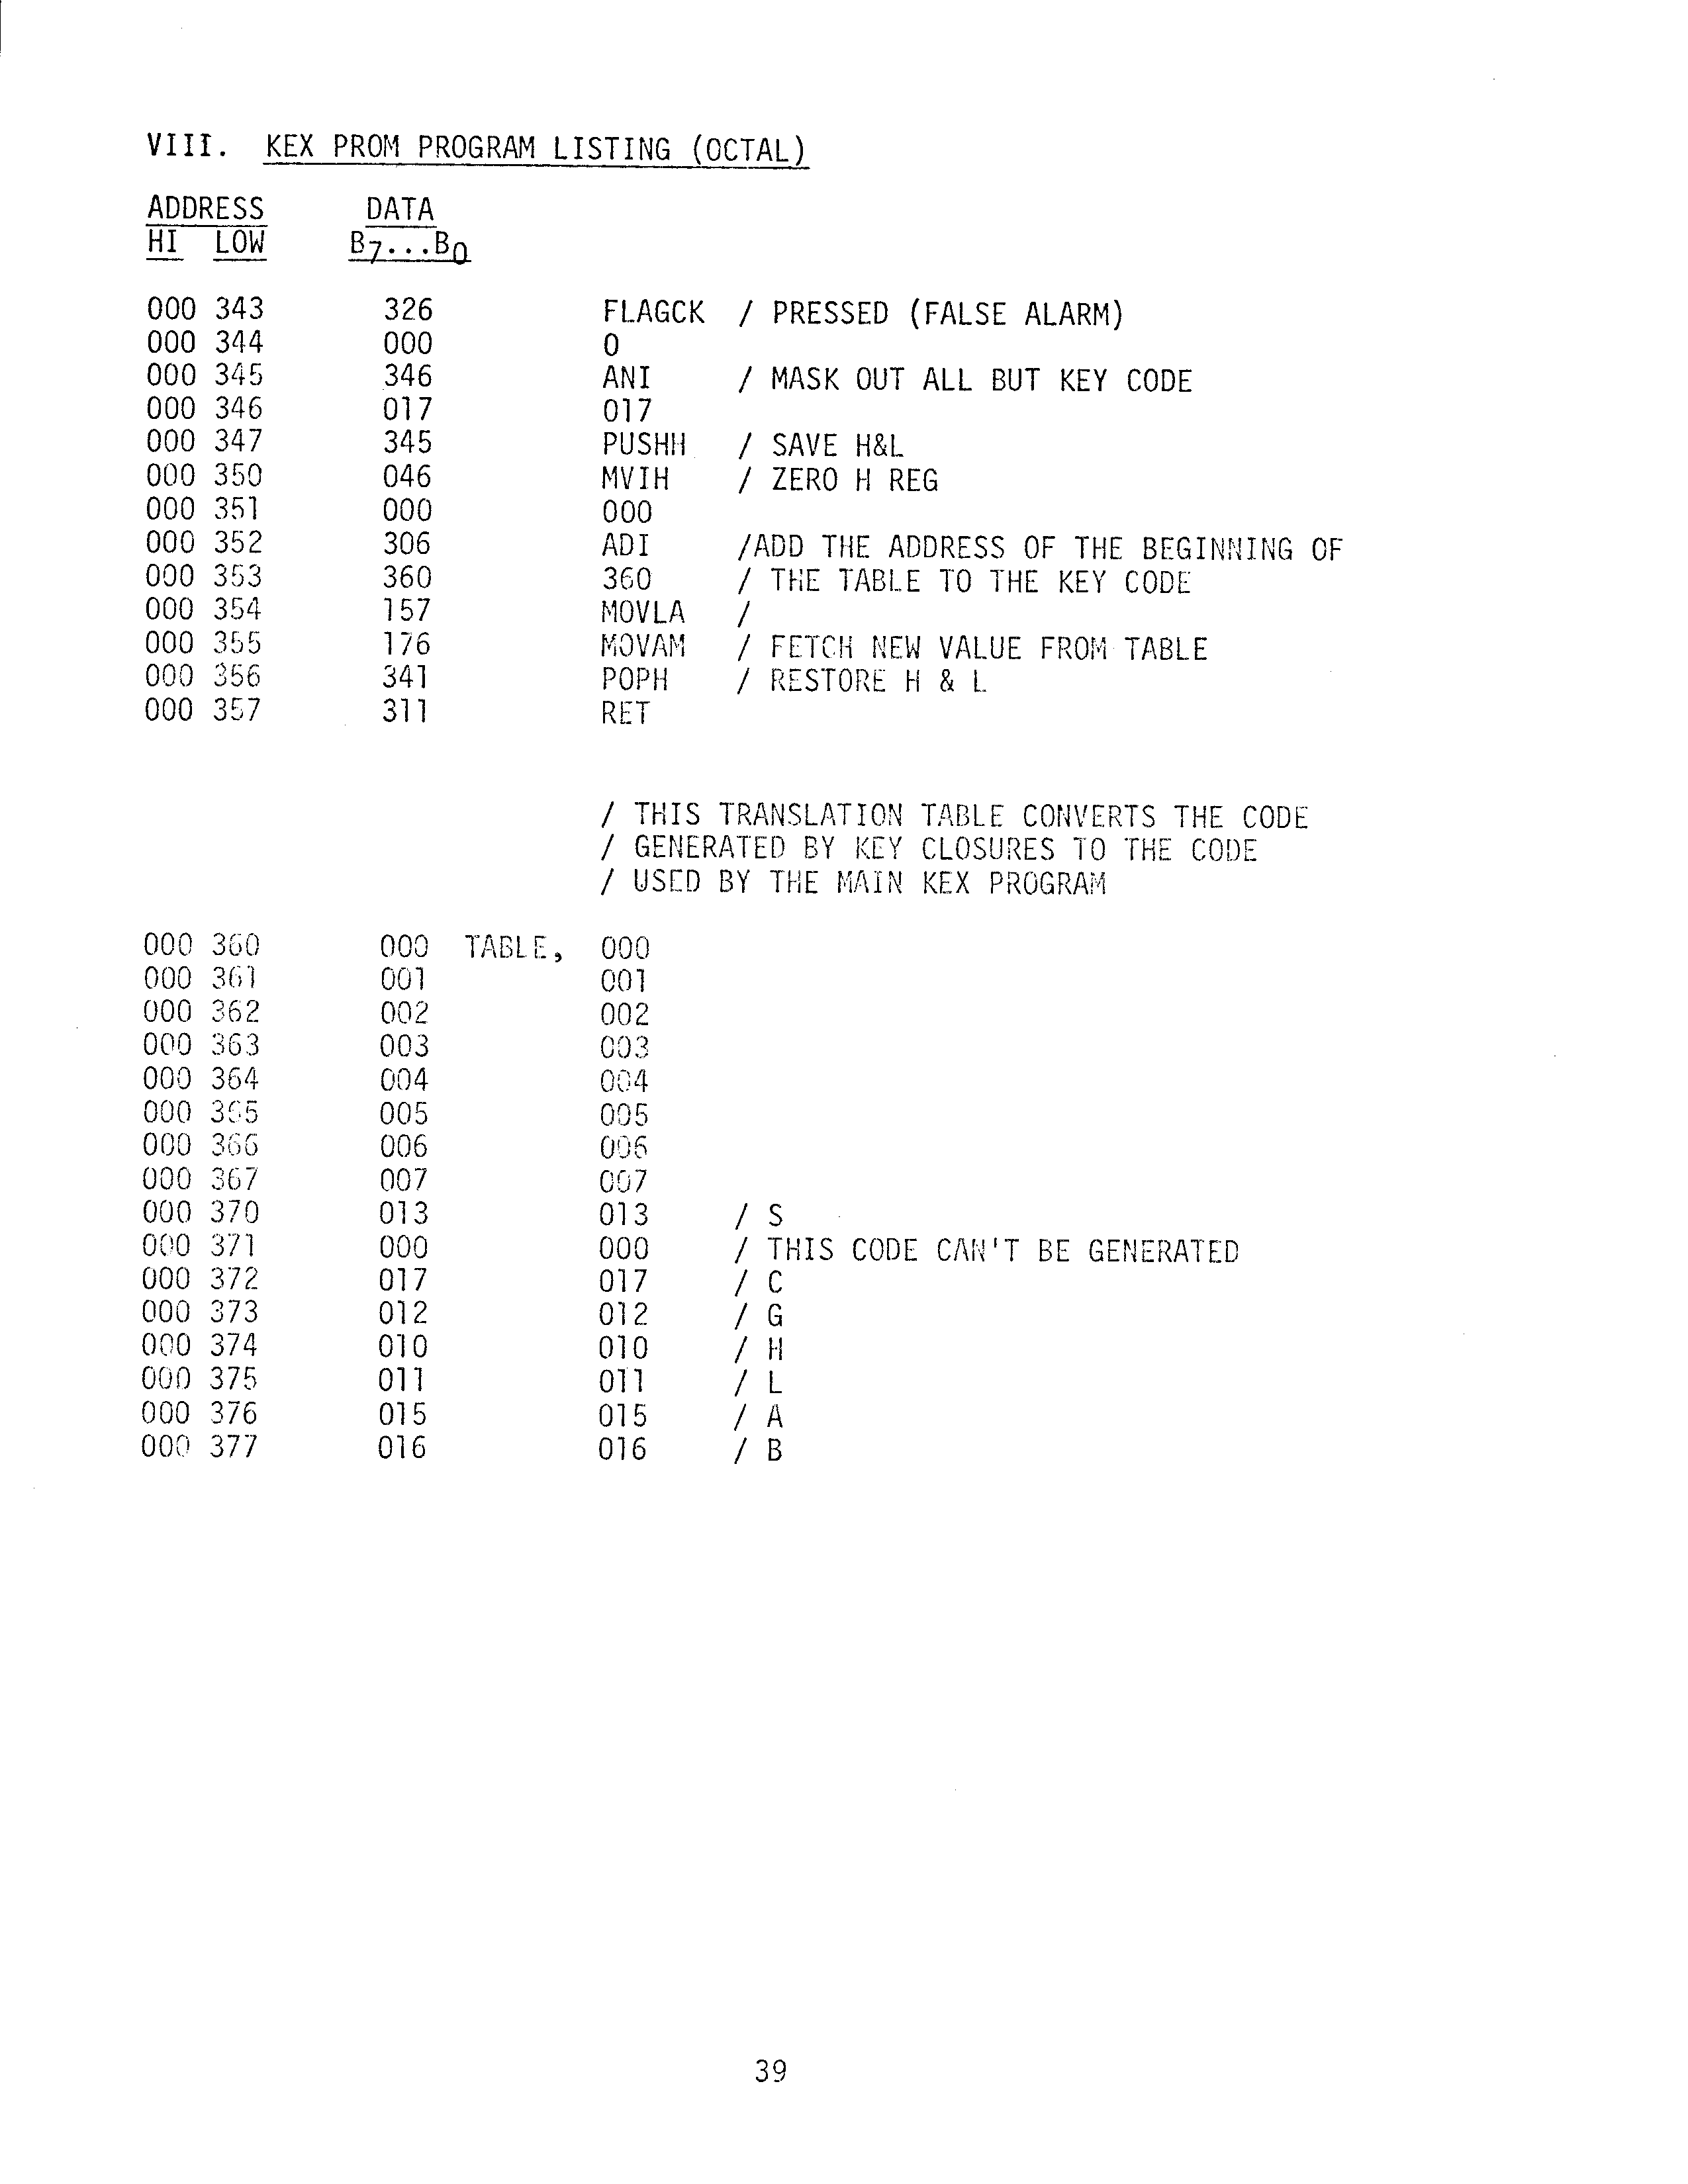 VIII. KEX PROM PROGRAM LISTING (OCTAL)
ADDRESS DATA
HI LOW B7...B0
000 343 326 FLAGCK / PRESSED (FALSE ALARM)
000 344 000 0
000 345 346 ANI / MASK OUT ALL BUT KEY CODE
000 346 017 017
000 347 345 PUSHH / SAVE H&L
000 350 046 MVIH / ZERO H REG
000 351 000 000
000 352 306 ADI /ADD THE ADDRESS OF THE BEGINNING OF
000 353 360 360 / THE TABLE TO THE KEY CODE
000 354 157 MOVLA /
000 355 176 MOVAM / FETCH NEW VALUE FROM TABLE
000 356 341 POPH / RESTORE H & L
000 357 311 RET
/ THIS TRANSLATION TABLE CONVERTS THE CODE
/ GENERATED BY KEY CLOSURES TO THE CODE
/ USED BY THE MAIN KEX PROGRAM
000 360 000 TABLE, 000
000 361 001 001
000 362 002 002
000 363 003 003
000 364 004 004
000 365 005 005
000 366 006 006
000 367 007 007
000 370 013 013 / S
000 371 000 000 / THIS CODE CAN'T BE GENERATED
000 372 017 017 / C
000 373 012 012 / G
000 374 010 010 / H
000 375 011 011 / L
000 376 015 015 / A
000 377 016 016 / B
39